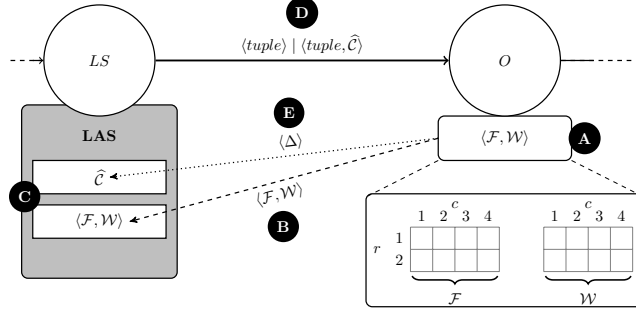 D
LS
⟨tuple⟩ | ⟨tuple, Ĉ⟩
O
LAS
E
⟨Δ⟩
⟨F, W⟩
A
Ĉ
C
⟨F, W⟩
⟨F, W⟩
B
c
c
1 2 3 4
1 2 3 4
r
1
2
F
W